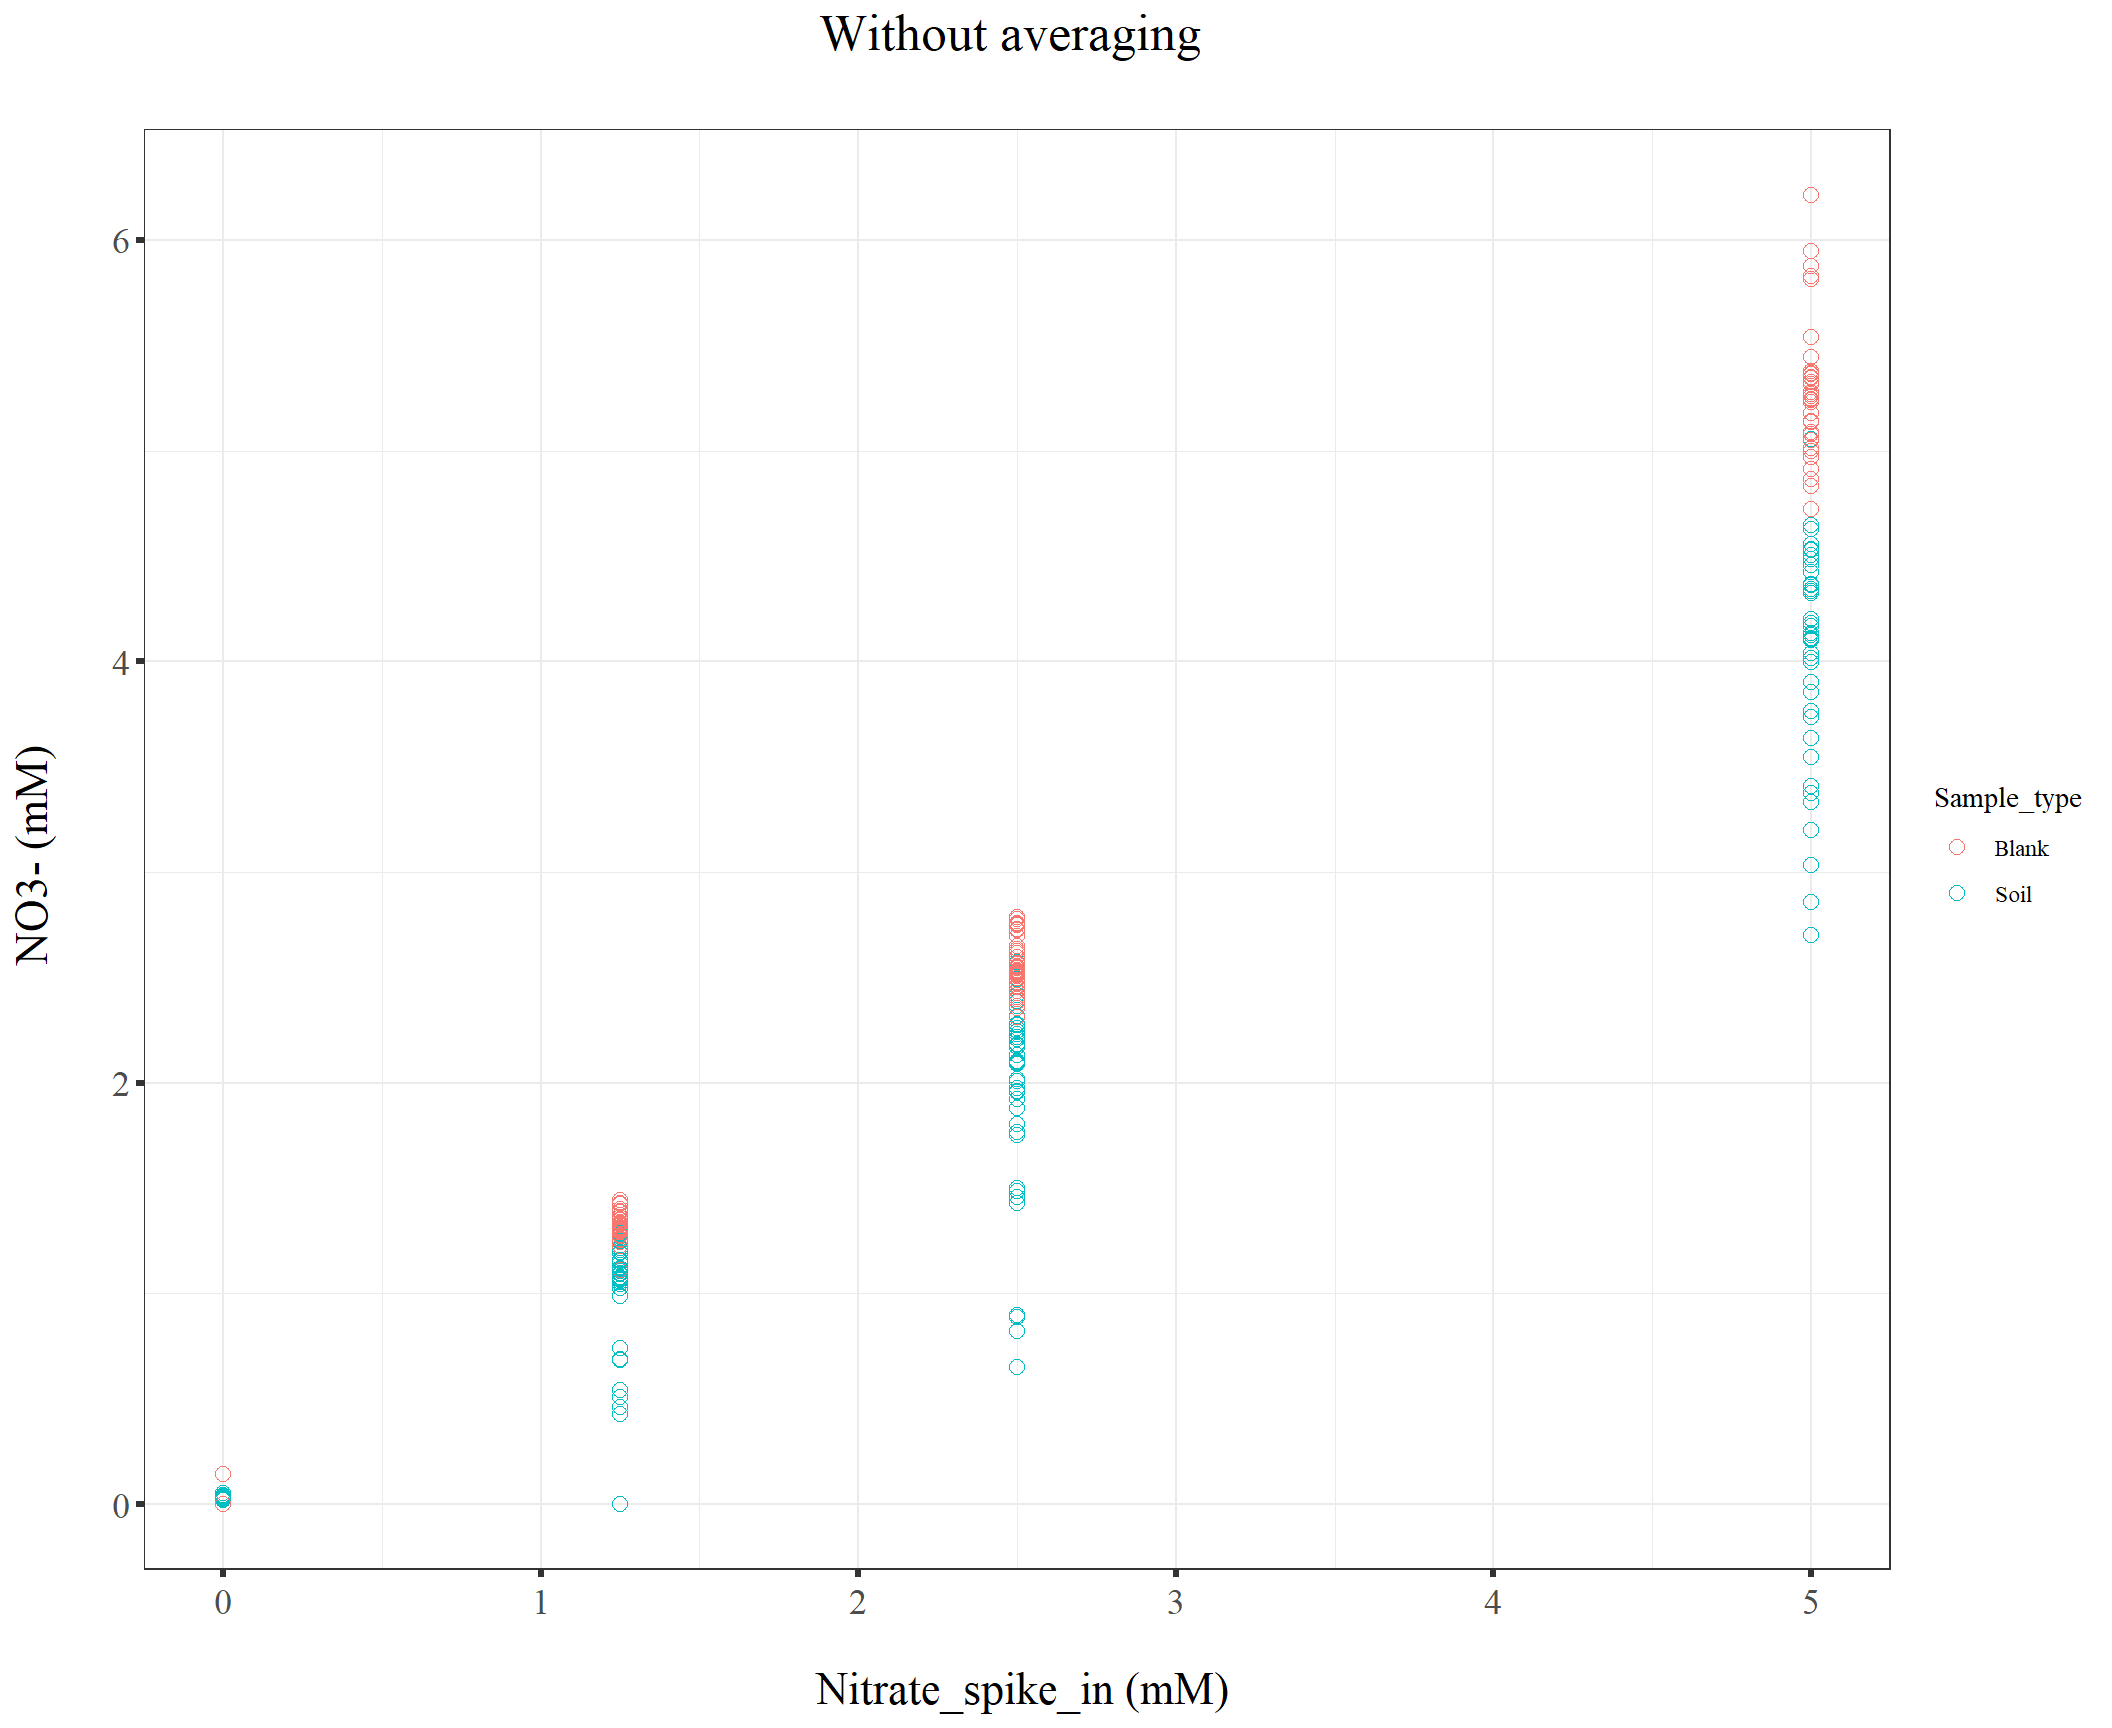 Without averaging
NO3- (mM)
6
4
2
0
0 1 2 3 4 5
Nitrate_spike_in (mM)
Sample_type
Blank
Soil